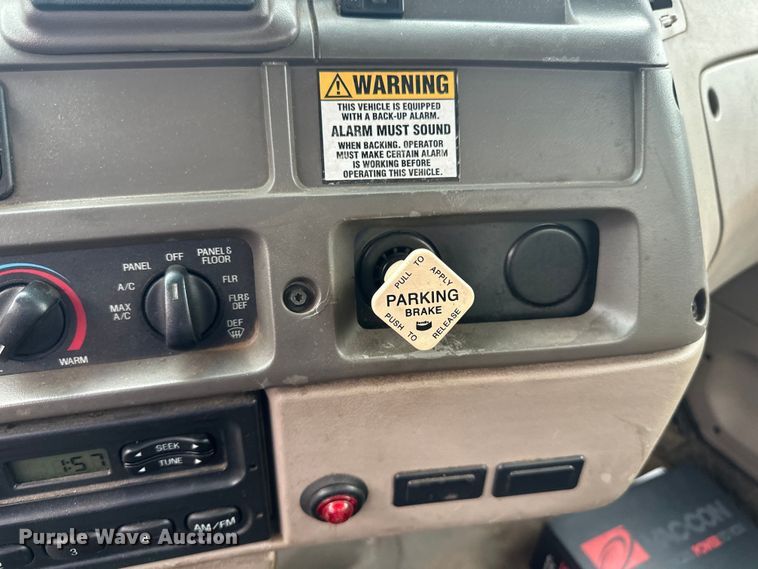 WARNING
THIS VEHICLE IS EQUIPPED
WITH A BACK-UP ALARM.
ALARM MUST SOUND
WHEN BACKING. OPERATOR
MUST MAKE CERTAIN ALARM
IS WORKING BEFORE
OPERATING THIS VEHICLE.
PANEL
OFF
PANEL &
FLOOR
A/C
FLR
MAX
A/C
FLR&
DEF
DEF
WARM
PULL TO APPLY
PARKING
BRAKE
PUSH TO RELEASE
SEEK
1:57
TUNE
AM/FM
3
VACCON
Purple Wave Auction